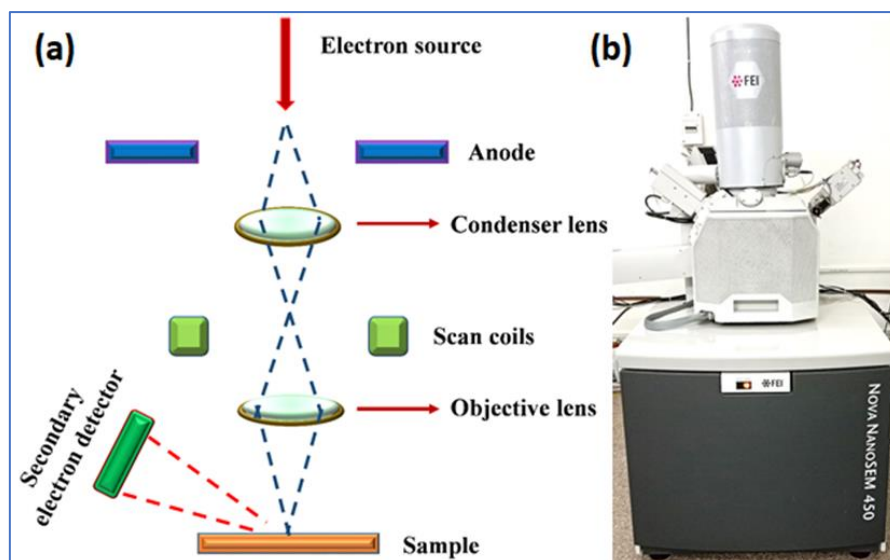 (a)
Electron source
Anode
Condenser lens
Scan coils
Objective lens
Secondary
electron detector
Sample
(b)
FEI
FEI
NOVA NANOSEM 450